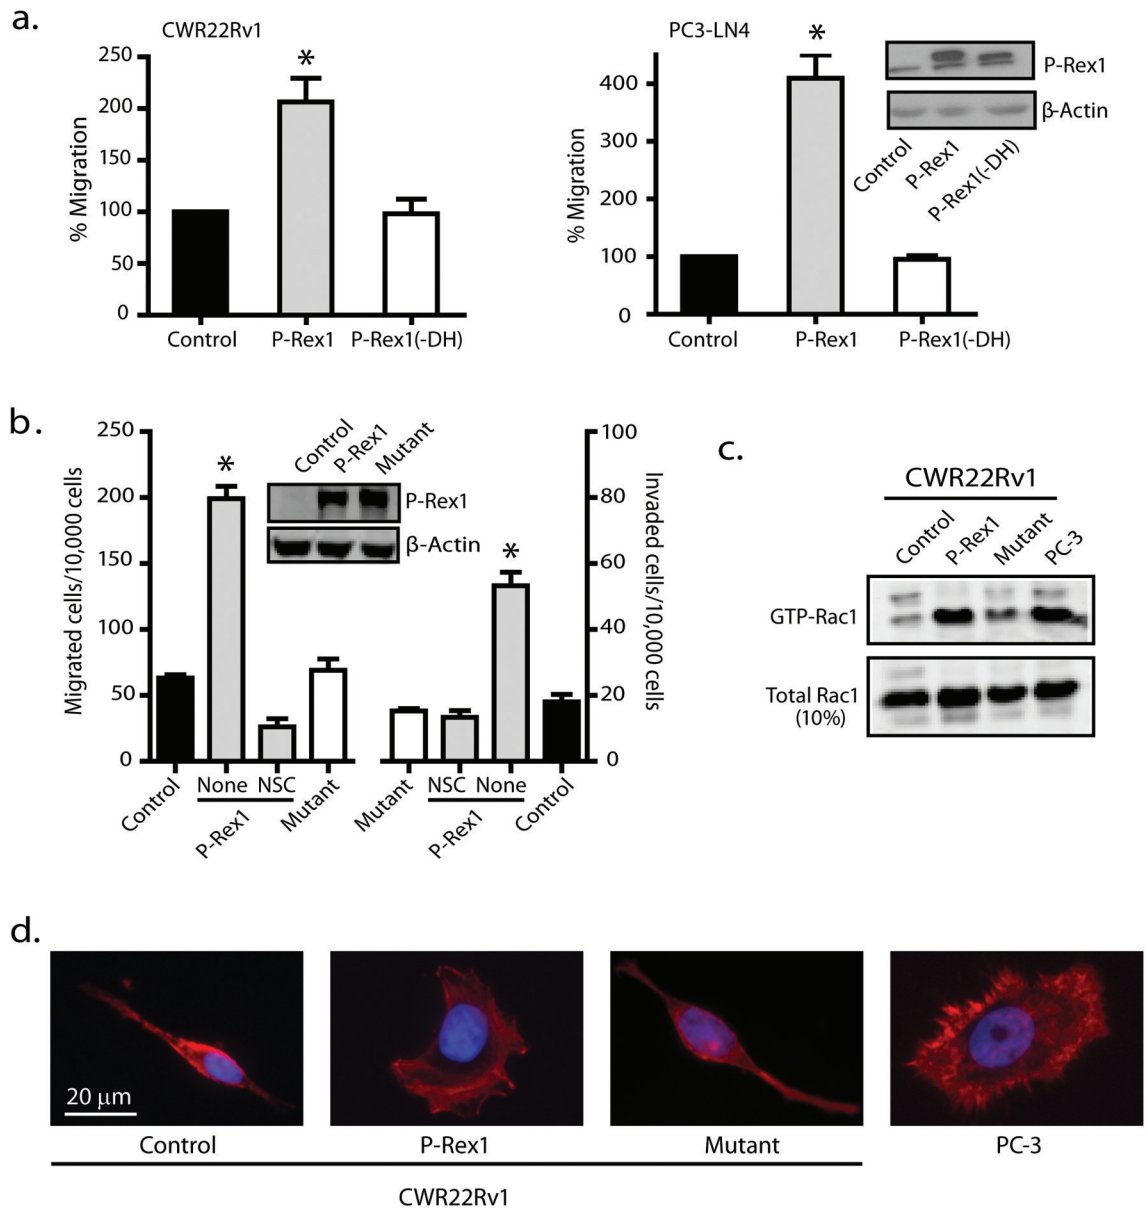 a.
CWR22Rv1
% Migration
250
200
150
100
50
0
*
Control
P-Rex1
P-Rex1(-DH)
PC3-LN4
% Migration
400
300
200
100
0
*
Control
P-Rex1
P-Rex1(-DH)
P-Rex1
β-Actin
Control
P-Rex1
P-Rex1(-DH)
b.
Migrated cells/10,000 cells
250
200
150
100
50
0
*
Control
P-Rex1
Mutant
P-Rex1
β-Actin
*
100
80
60
40
20
0
Invaded cells/10,000 cells
Control
None
NSC
P-Rex1
Mutant
Mutant
NSC
None
P-Rex1
Control
c.
CWR22Rv1
Control
P-Rex1
Mutant
PC-3
GTP-Rac1
Total Rac1
(10%)
d.
20 μm
Control
P-Rex1
Mutant
PC-3
CWR22Rv1